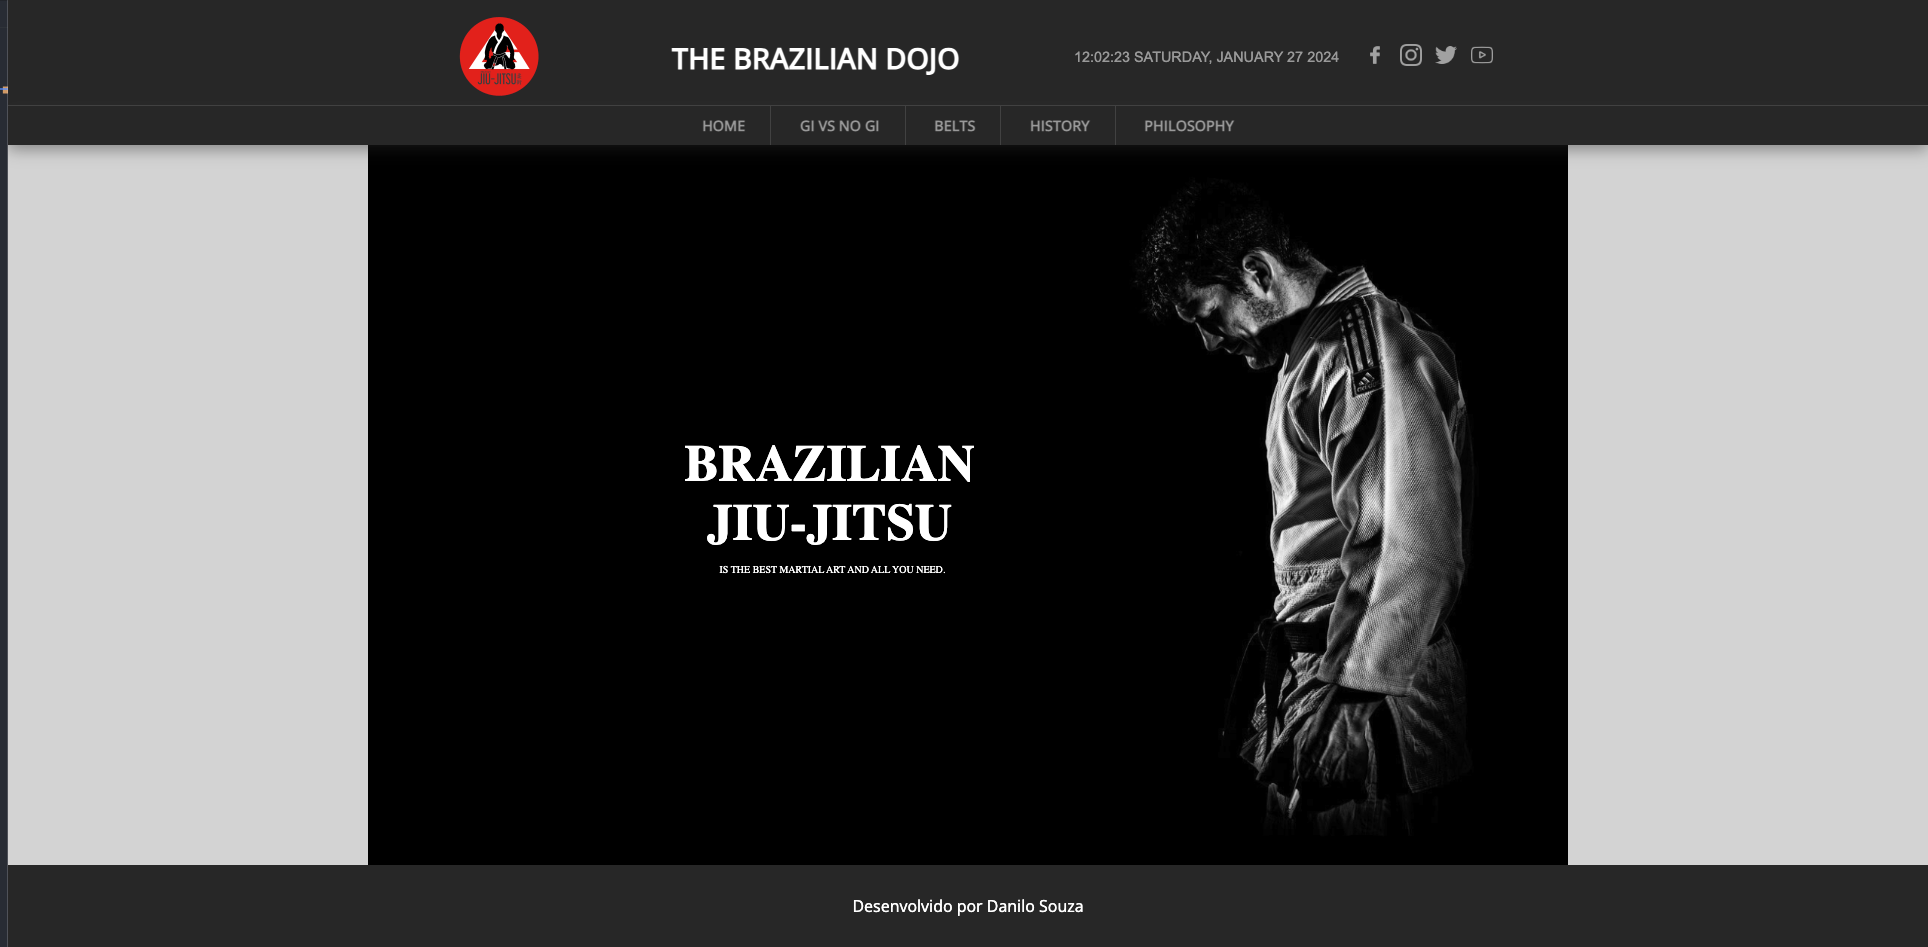 JIU-JITSU
THE BRAZILIAN DOJO
12:02:23 SATURDAY, JANUARY 27 2024
HOME
GI VS NO GI
BELTS
HISTORY
PHILOSOPHY
BRAZILIAN
JIU-JITSU
IS THE BEST MARTIAL ART AND ALL YOU NEED.
Desenvolvido por Danilo Souza